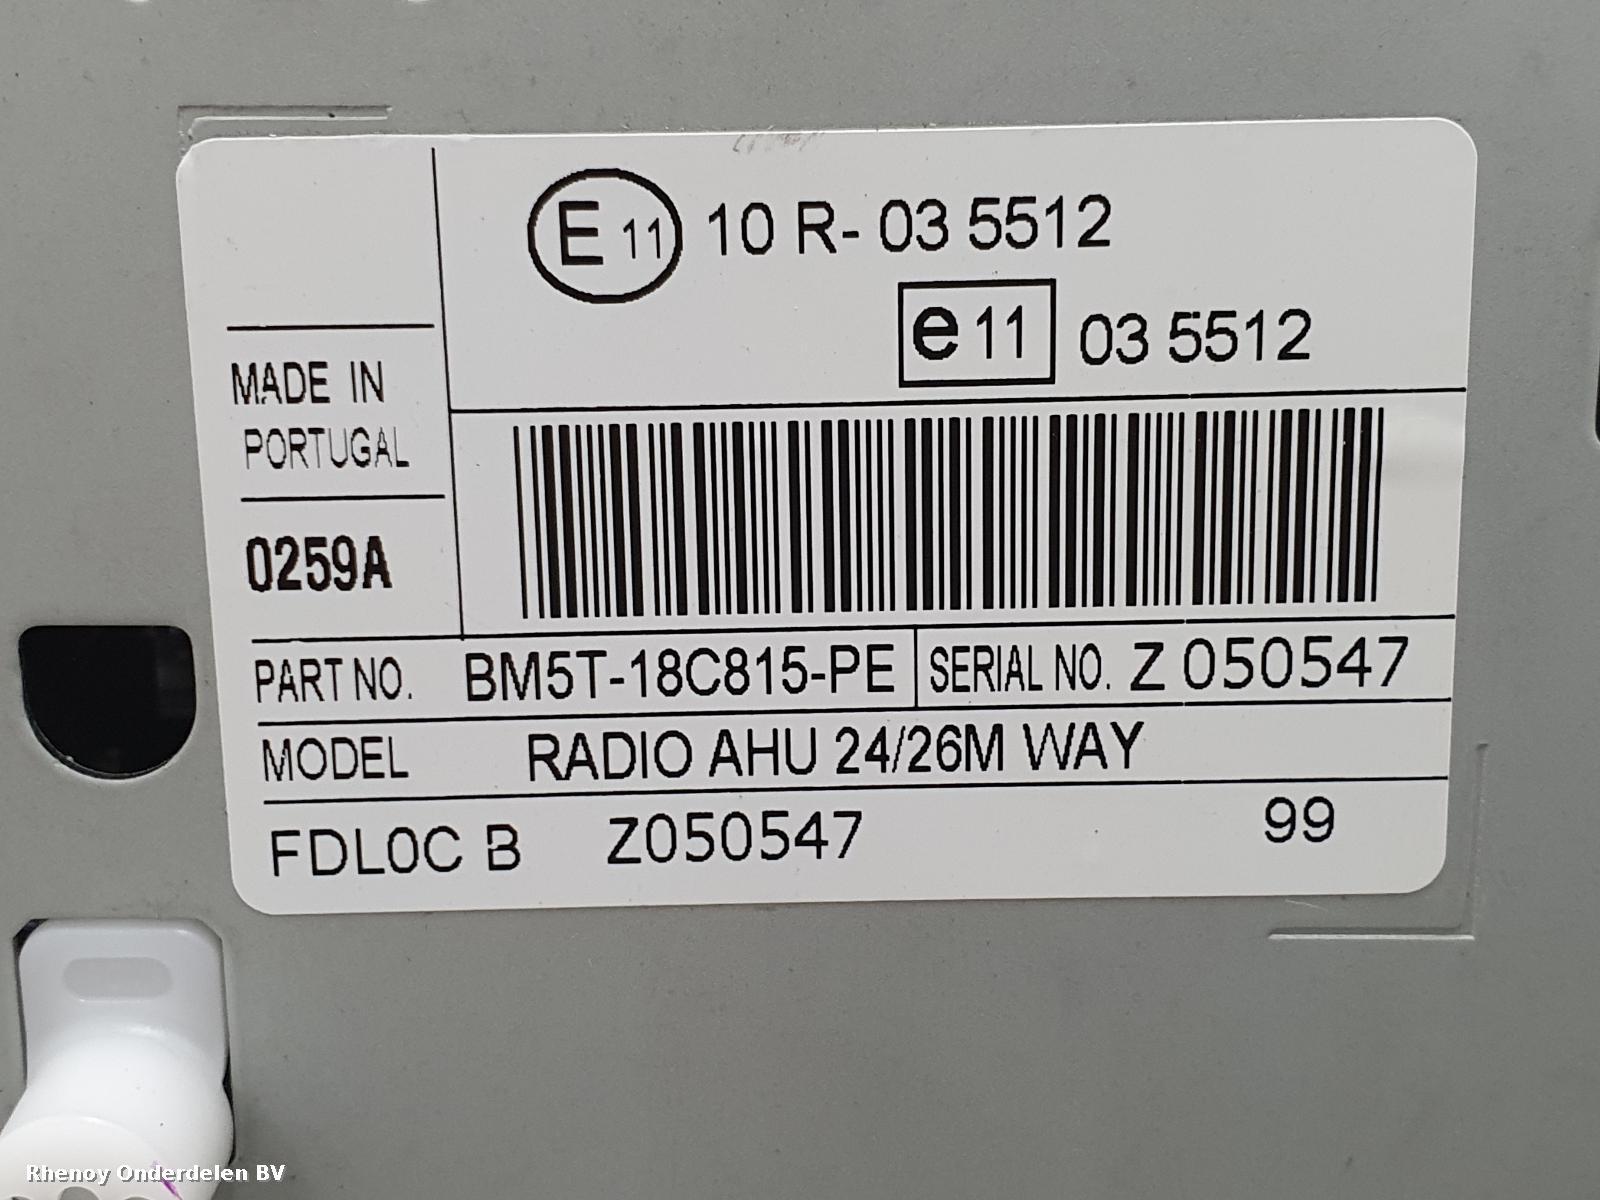 E 11 10 R- 03 5512
e 11 03 5512
MADE IN
PORTUGAL
0259A
PART NO. BM5T-18C815-PE SERIAL NO. Z 050547
MODEL RADIO AHU 24/26M WAY
FDLOC B Z050547 99
Rhenoy Onderdelen BV